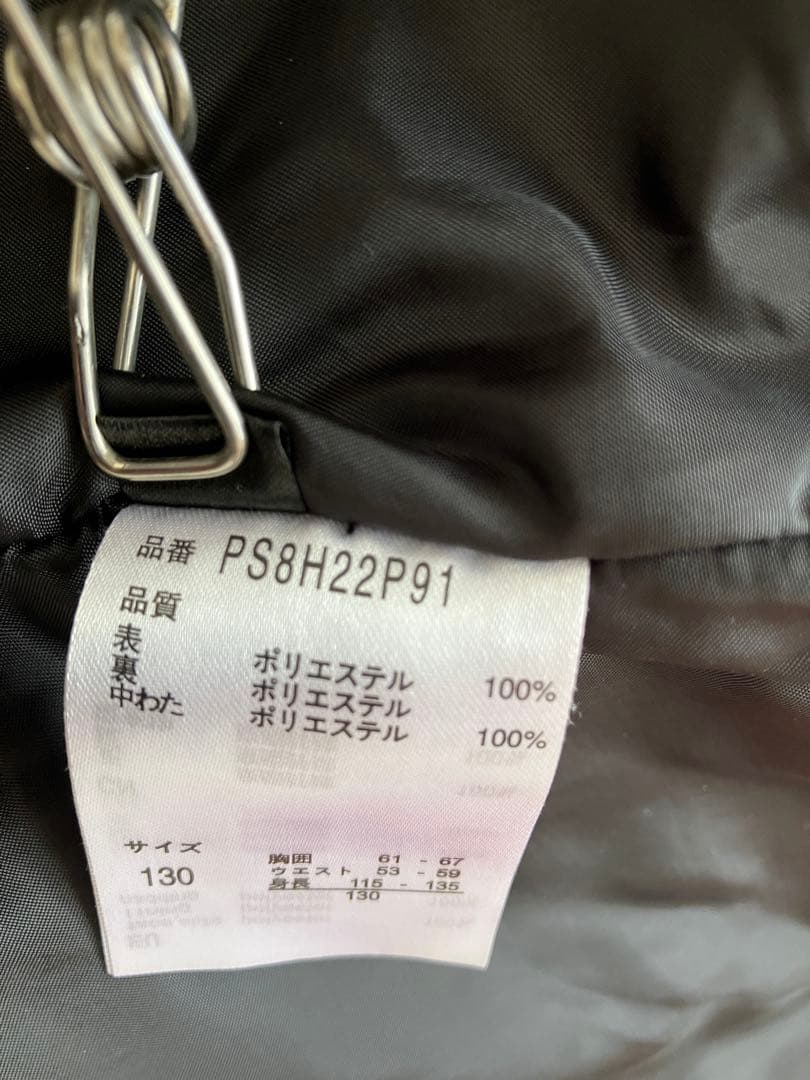 品番 PS8H22P91
品質
表 ポリエステル 100%
裏 ポリエステル
中わた ポリエステル 100%
サイズ
130
胸囲 61 - 67
ウエスト 53 - 59
身長 115 - 135
130